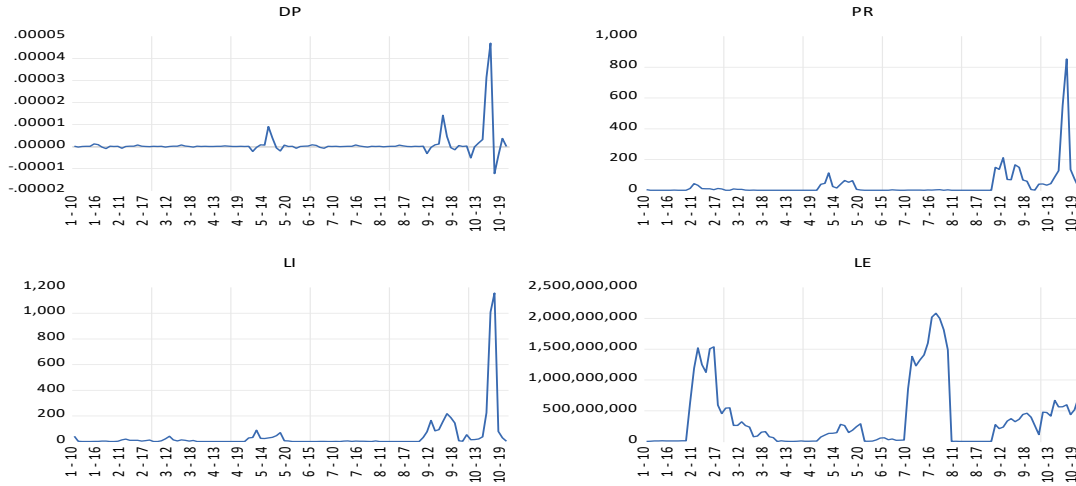 DP
.00005
.00004
.00003
.00002
.00001
.00000
-.00001
-.00002
1 - 10
1 - 16
2 - 11
2 - 17
3 - 12
4 - 13
4 - 19
5 - 14
5 - 20
6 - 15
7 - 10
7 - 16
8 - 11
8 - 17
9 - 12
9 - 18
10 - 13
10 - 19
PR
1,000
800
600
400
200
0
1 - 10
1 - 16
2 - 11
2 - 17
3 - 12
4 - 13
4 - 19
5 - 14
5 - 20
6 - 15
7 - 10
7 - 16
8 - 11
8 - 17
9 - 12
9 - 18
10 - 13
10 - 19
LI
1,200
1,000
800
600
400
200
0
1 - 10
1 - 16
2 - 11
2 - 17
3 - 12
4 - 13
4 - 19
5 - 14
5 - 20
6 - 15
7 - 10
7 - 16
8 - 11
8 - 17
9 - 12
9 - 18
10 - 13
10 - 19
LE
2,500,000,000
2,000,000,000
1,500,000,000
1,000,000,000
500,000,000
0
1 - 10
1 - 16
2 - 11
2 - 17
3 - 12
4 - 13
4 - 19
5 - 14
5 - 20
6 - 15
7 - 10
7 - 16
8 - 11
8 - 17
9 - 12
9 - 18
10 - 13
10 - 19